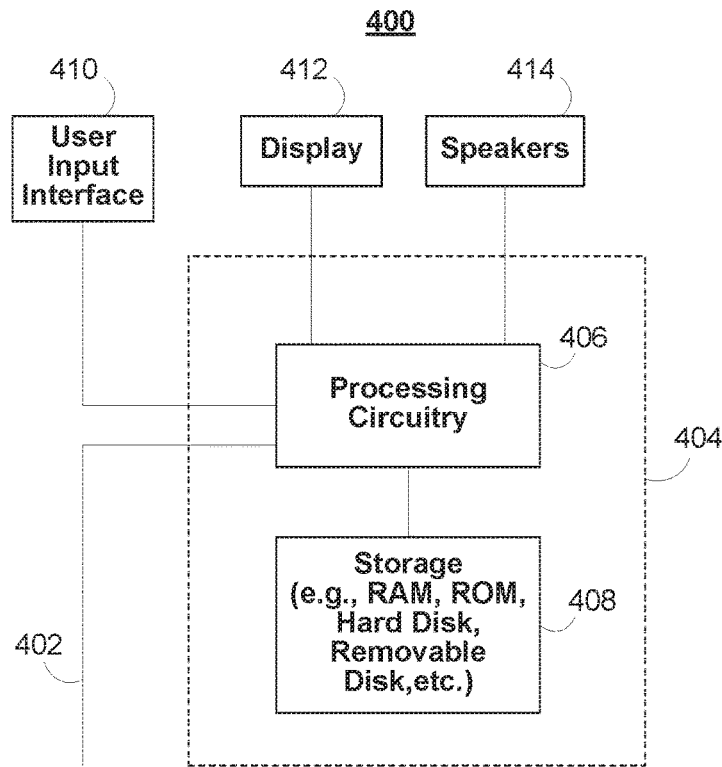 400
410
412
414
User
Input
Interface
Display
Speakers
406
Processing
Circuitry
404
Storage
(e.g., RAM, ROM,
Hard Disk,
Removable
Disk,etc.)
408
402